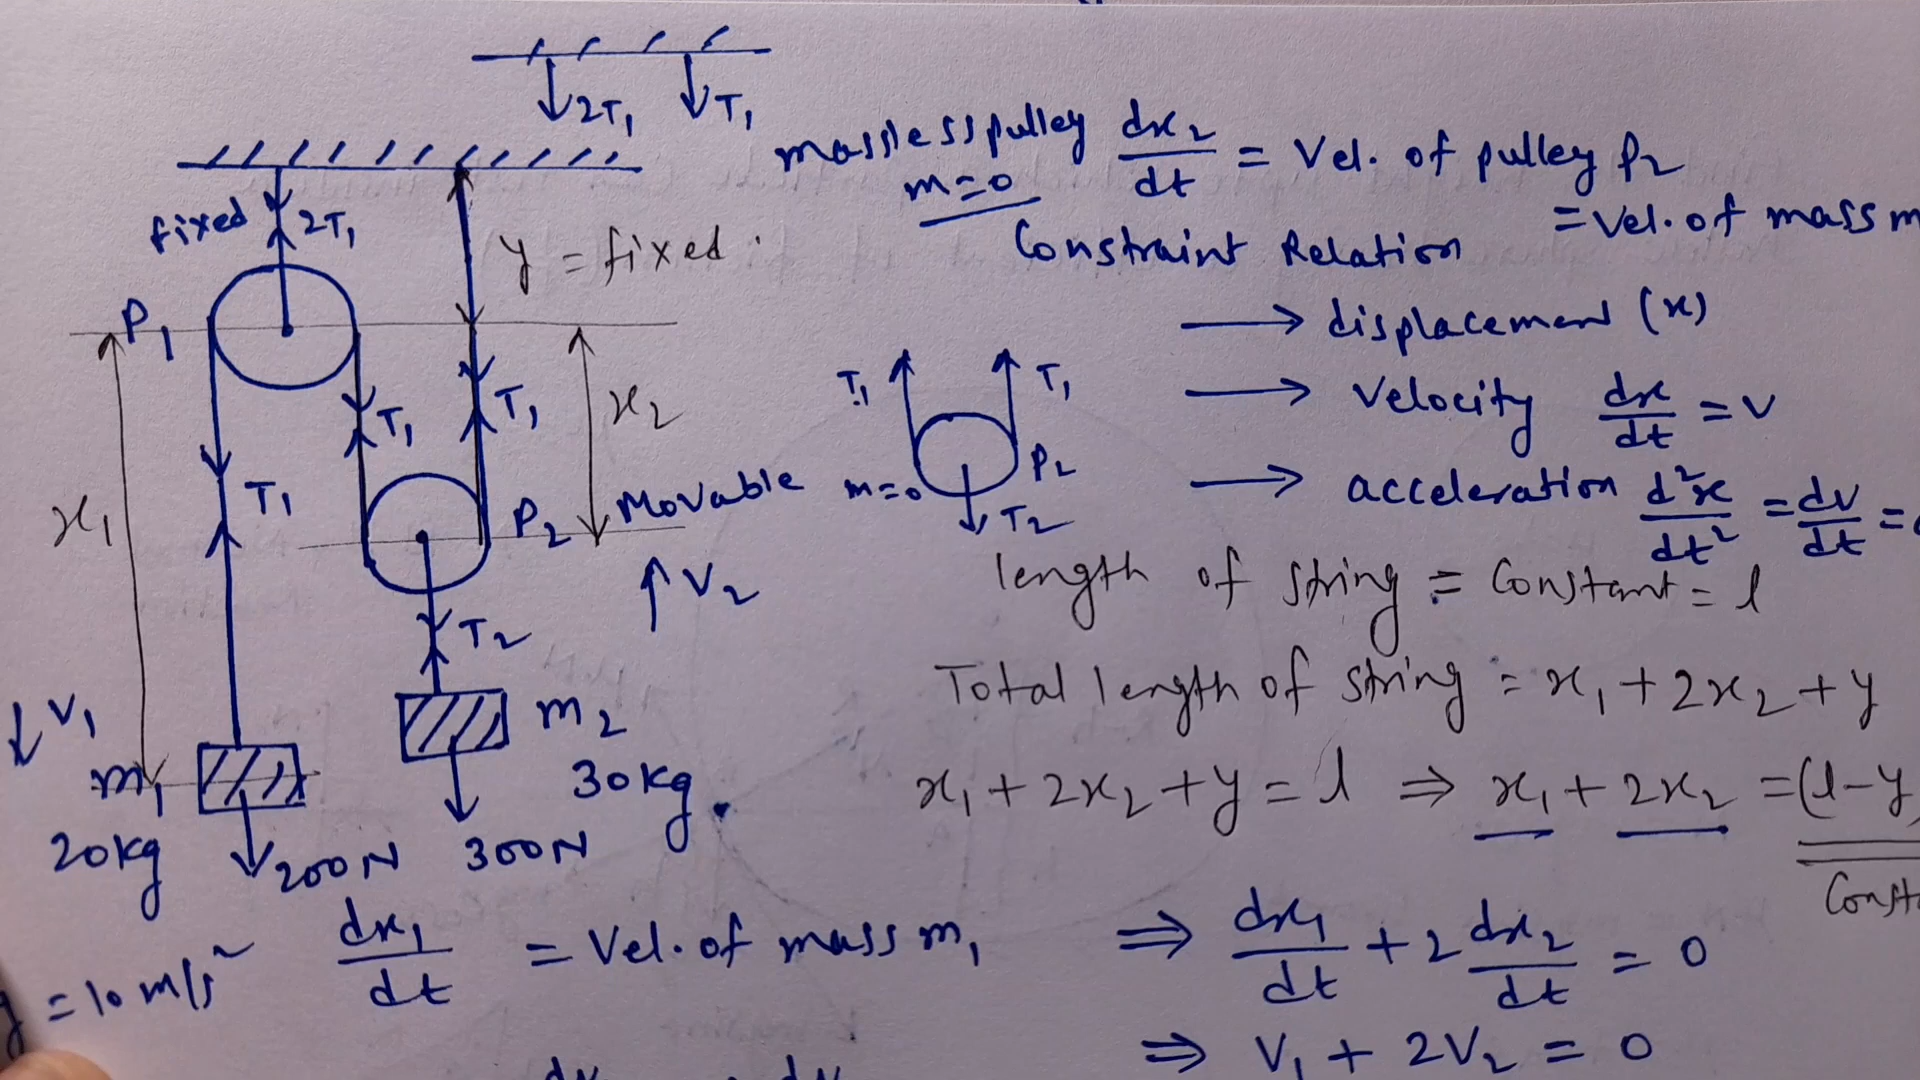 2T₁ T₁
massless pulley dx₂/dt = Vel. of pulley P₂
m=0
= Vel. of mass m
fixed 2T₁
y = fixed
Constraint Relation
P₁
→ displacement (x)
T₁ T₁
→ Velocity dx/dt = v
T₁ T₁ x₂
P₂
x₁ T₁ P₂ Movable m=0
→ acceleration d²x/dt² = dv/dt =
T₂
↑ V₂
length of string = Constant = l
T₂
Total length of string = x₁ + 2x₂ + y
↓ V₁
m₂
m₁ 30kg
x₁ + 2x₂ + y = l ⇒ x₁ + 2x₂ = (l-y
20kg 200N 300N
dx₁/dt = Vel. of mass m₁
⇒ dx₁/dt + 2 dx₂/dt = 0
= 10 m/s²
⇒ V₁ + 2V₂ = 0